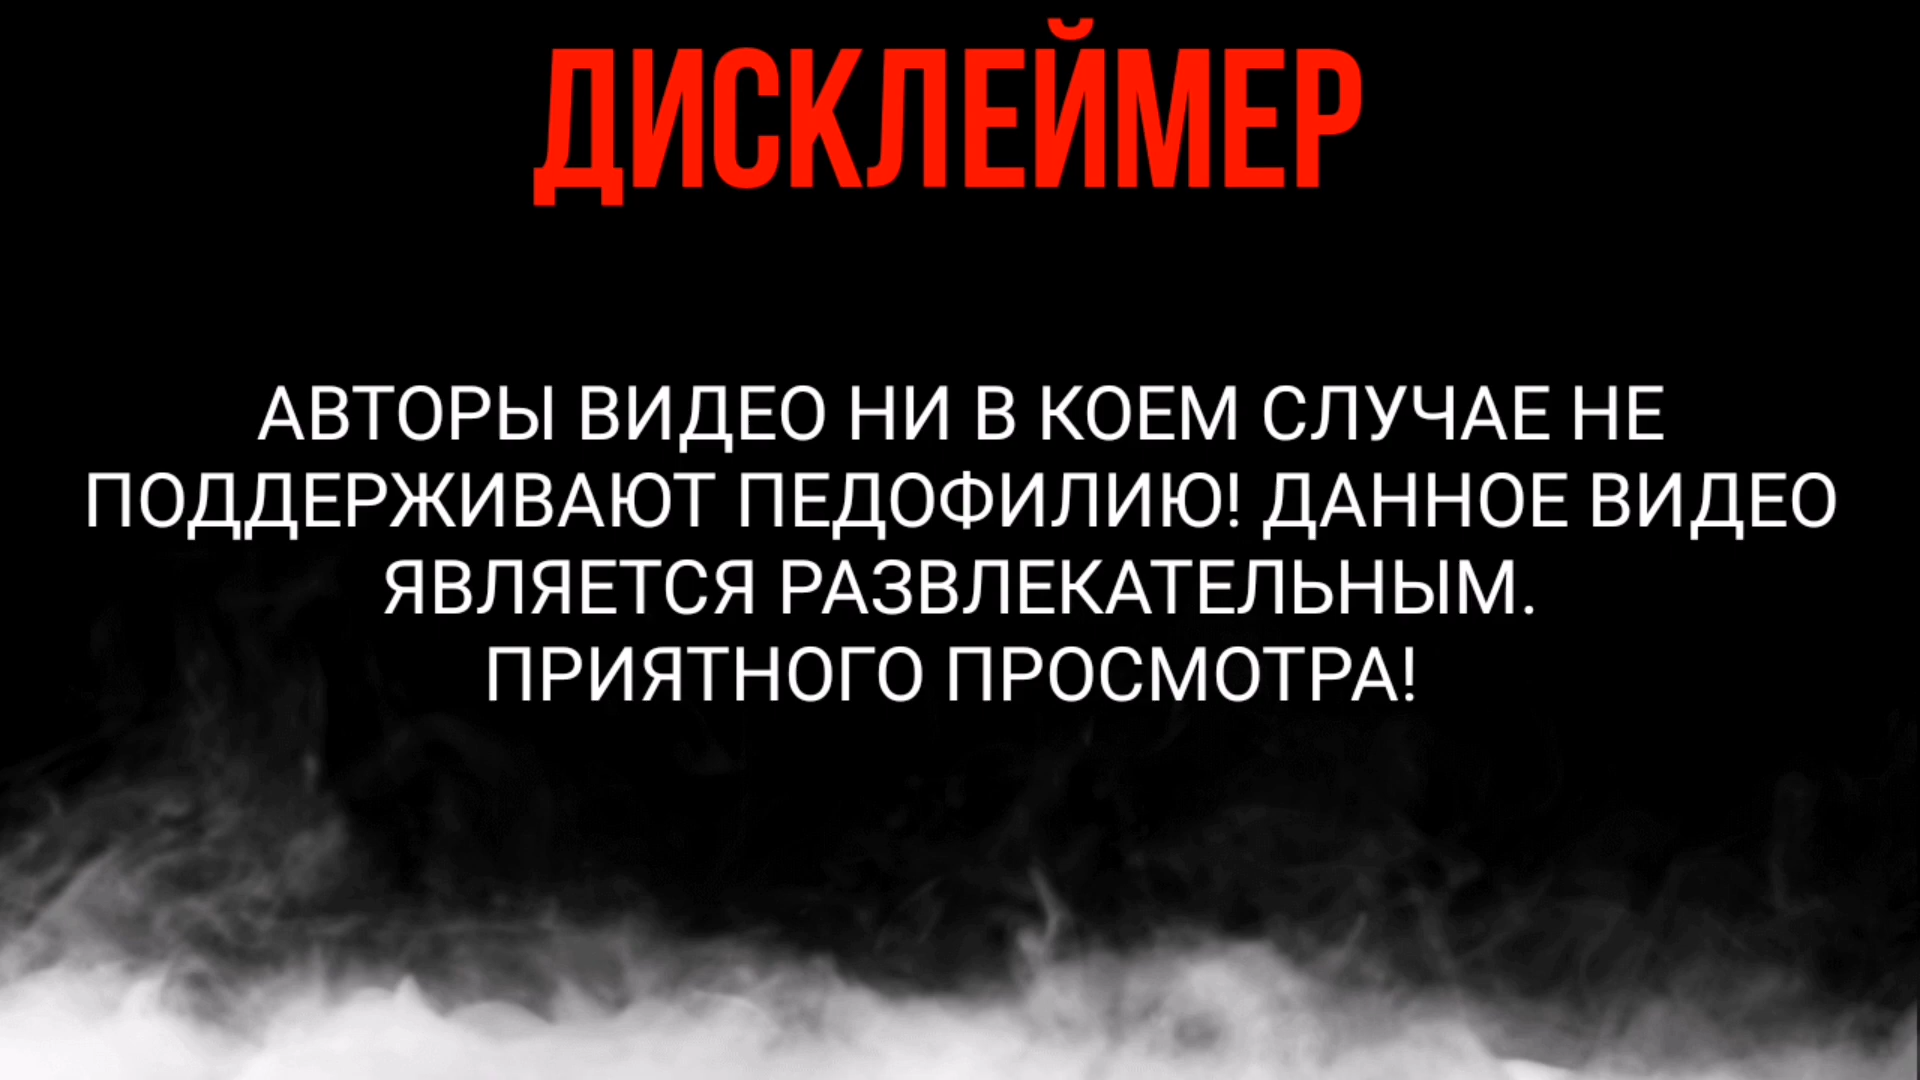 ДИСКЛЕЙМЕР
АВТОРЫ ВИДЕО НИ В КОЕМ СЛУЧАЕ НЕ
ПОДДЕРЖИВАЮТ ПЕДОФИЛИЮ! ДАННОЕ ВИДЕО
ЯВЛЯЕТСЯ РАЗВЛЕКАТЕЛЬНЫМ.
ПРИЯТНОГО ПРОСМОТРА!